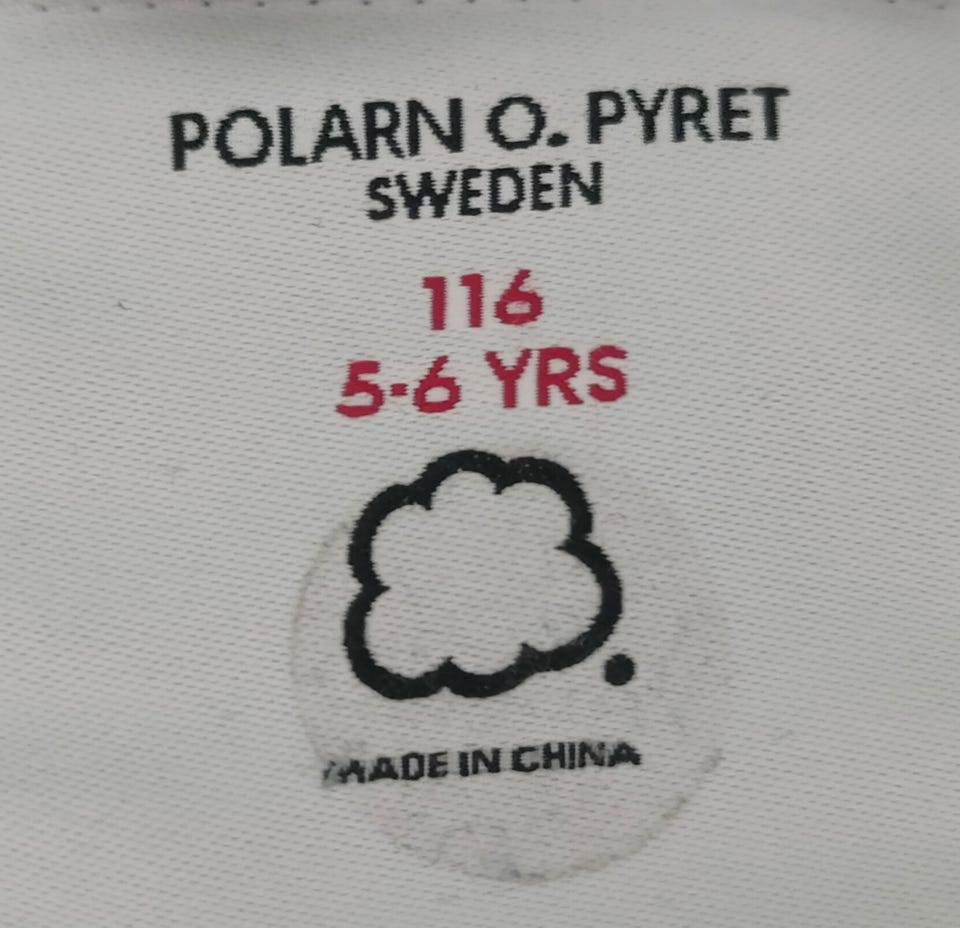 POLARN O. PYRET
SWEDEN
116
5-6 YRS
MADE IN CHINA